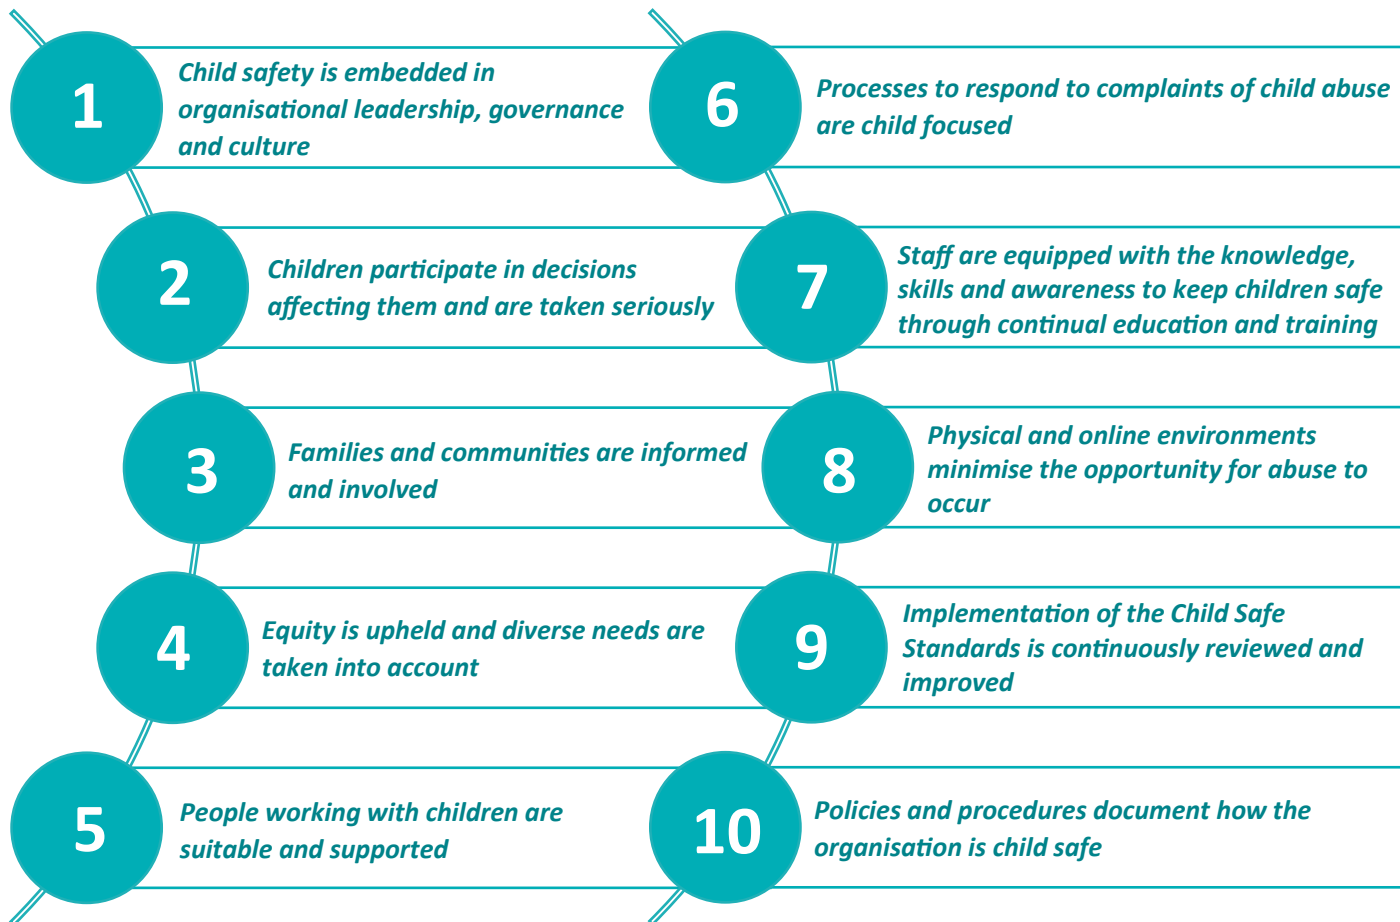 1
Child safety is embedded in
organisational leadership, governance
and culture
2
Children participate in decisions
affecting them and are taken seriously
3
Families and communities are informed
and involved
4
Equity is upheld and diverse needs are
taken into account
5
People working with children are
suitable and supported
6
Processes to respond to complaints of child abuse
are child focused
7
Staff are equipped with the knowledge,
skills and awareness to keep children safe
through continual education and training
8
Physical and online environments
minimise the opportunity for abuse to
occur
9
Implementation of the Child Safe
Standards is continuously reviewed and
improved
10
Policies and procedures document how the
organisation is child safe